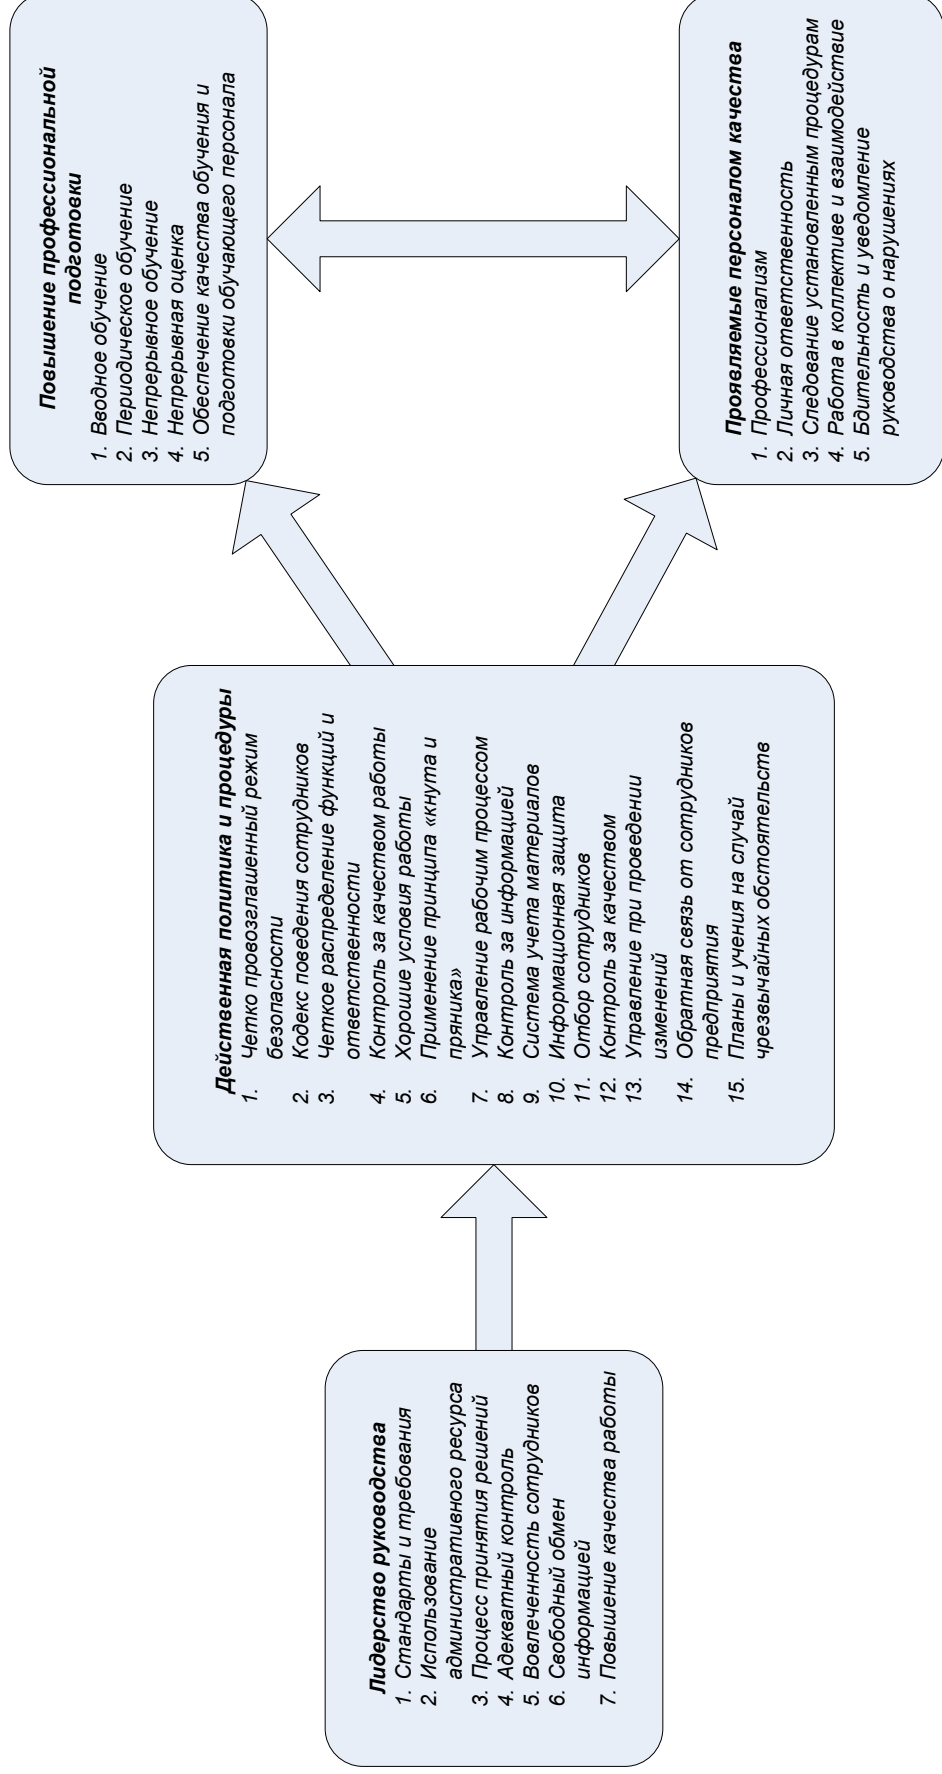 Лидерство руководства
1. Стандарты и требования
2. Использование
административного ресурса
3. Процесс принятия решений
4. Адекватный контроль
5. Вовлеченность сотрудников
6. Свободный обмен
информацией
7. Повышение качества работы
Действенная политика и процедуры
1. Четко провозглашенный режим
безопасности
2. Кодекс поведения сотрудников
3. Четкое распределение функций и
ответственности
4. Контроль за качеством работы
5. Хорошие условия работы
6. Применение принципа «кнута и
пряника»
7. Управление рабочим процессом
8. Контроль за информацией
9. Система учета материалов
10. Информационная защита
11. Отбор сотрудников
12. Контроль за качеством
13. Управление при проведении
изменений
14. Обратная связь от сотрудников
предприятия
15. Планы и учения на случай
чрезвычайных обстоятельств
Повышение профессиональной
подготовки
1. Вводное обучение
2. Периодическое обучение
3. Непрерывное обучение
4. Непрерывная оценка
5. Обеспечение качества обучения и
подготовки обучающего персонала
Проявляемые персоналом качества
1. Профессионализм
2. Личная ответственность
3. Следование установленным процедурам
4. Работа в коллективе и взаимодействие
5. Бдительность и уведомление
руководства о нарушениях